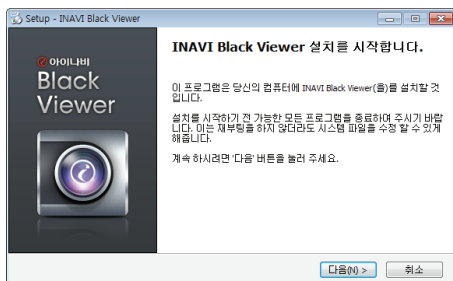 Setup - INAVI Black Viewer
아이나비
Black
Viewer
INAVI Black Viewer 설치를 시작합니다.
이 프로그램은 당신의 컴퓨터에 INAVI Black Viewer(을)를 설치할 것
입니다.
설치를 시작하기 전 가능한 모든 프로그램을 종료하여 주시기 바랍
니다. 이는 재부팅을 하지 않더라도 시스템 파일을 수정 할 수 있게
해줍니다.
계속 하시려면 '다음' 버튼을 눌러 주세요.
다음(N) >
취소